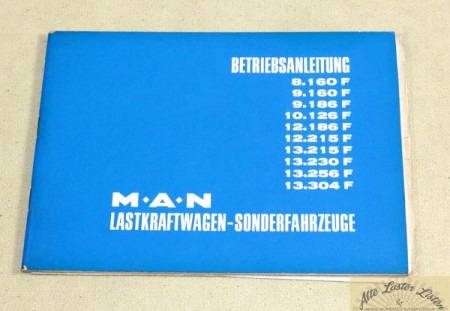 BETRIEBSANLEITUNG
8.160 F
9.160 F
9.186 F
10.126 F
12.186 F
12.215 F
13.215 F
13.230 F
13.256 F
13.304 F
M·A·N
LASTKRAFTWAGEN-SONDERFAHRZEUGE
Alte Laster Listen